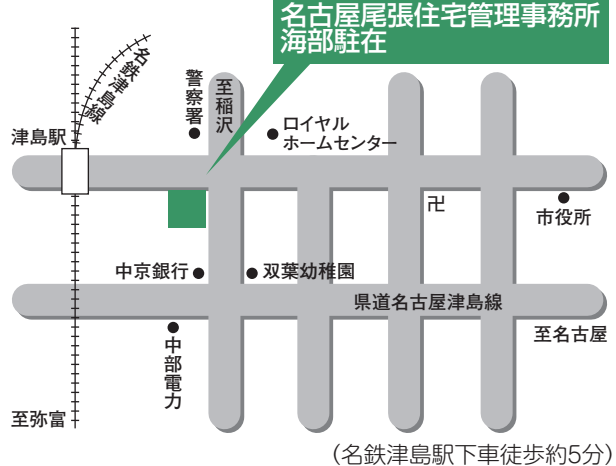 名古屋尾張住宅管理事務所
海部駐在
名鉄津島線
警察署
至稲沢
ロイヤル
ホームセンター
津島駅
卍
市役所
中京銀行
双葉幼稚園
県道名古屋津島線
至名古屋
中部電力
至弥富
(名鉄津島駅下車徒歩約5分)